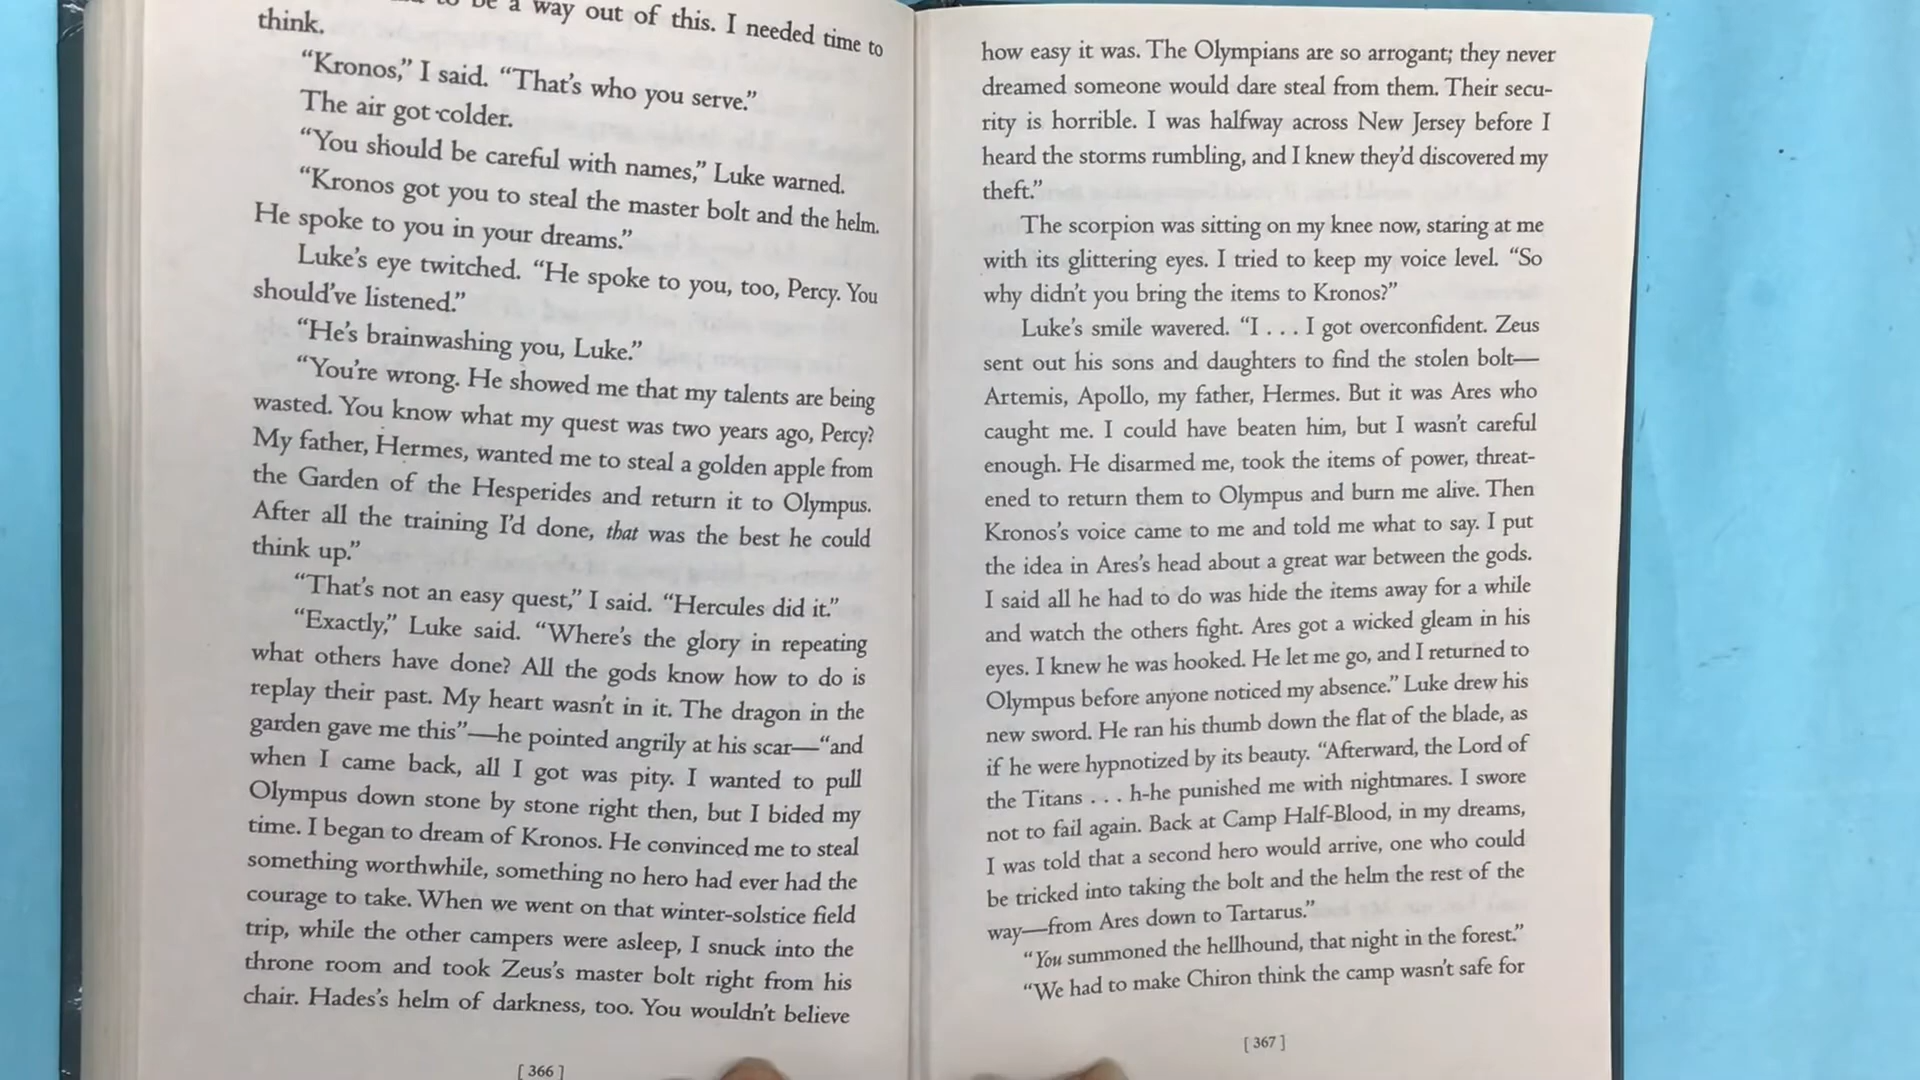 be a way out of this. I needed time to
think.
“Kronos,” I said. “That’s who you serve.”
The air got colder.
“You should be careful with names,” Luke warned.
“Kronos got you to steal the master bolt and the helm.
He spoke to you in your dreams.”
Luke’s eye twitched. “He spoke to you, too, Percy. You
should’ve listened.”
“He’s brainwashing you, Luke.”
“You’re wrong. He showed me that my talents are being
wasted. You know what my quest was two years ago, Percy?
My father, Hermes, wanted me to steal a golden apple from
the Garden of the Hesperides and return it to Olympus.
After all the training I’d done, that was the best he could
think up.”
“That’s not an easy quest,” I said. “Hercules did it.”
“Exactly,” Luke said. “Where’s the glory in repeating
what others have done? All the gods know how to do is
replay their past. My heart wasn’t in it. The dragon in the
garden gave me this”—he pointed angrily at his scar—“and
when I came back, all I got was pity. I wanted to pull
Olympus down stone by stone right then, but I bided my
time. I began to dream of Kronos. He convinced me to steal
something worthwhile, something no hero had ever had the
courage to take. When we went on that winter-solstice field
trip, while the other campers were asleep, I snuck into the
throne room and took Zeus’s master bolt right from his
chair. Hades’s helm of darkness, too. You wouldn’t believe
[ 366 ]
how easy it was. The Olympians are so arrogant; they never
dreamed someone would dare steal from them. Their secu-
rity is horrible. I was halfway across New Jersey before I
heard the storms rumbling, and I knew they’d discovered my
theft.”
The scorpion was sitting on my knee now, staring at me
with its glittering eyes. I tried to keep my voice level. “So
why didn’t you bring the items to Kronos?”
Luke’s smile wavered. “I . . . I got overconfident. Zeus
sent out his sons and daughters to find the stolen bolt—
Artemis, Apollo, my father, Hermes. But it was Ares who
caught me. I could have beaten him, but I wasn’t careful
enough. He disarmed me, took the items of power, threat-
ened to return them to Olympus and burn me alive. Then
Kronos’s voice came to me and told me what to say. I put
the idea in Ares’s head about a great war between the gods.
I said all he had to do was hide the items away for a while
and watch the others fight. Ares got a wicked gleam in his
eyes. I knew he was hooked. He let me go, and I returned to
Olympus before anyone noticed my absence.” Luke drew his
new sword. He ran his thumb down the flat of the blade, as
if he were hypnotized by its beauty. “Afterward, the Lord of
the Titans . . . h-he punished me with nightmares. I swore
not to fail again. Back at Camp Half-Blood, in my dreams,
I was told that a second hero would arrive, one who could
be tricked into taking the bolt and the helm the rest of the
way—from Ares down to Tartarus.”
“You summoned the hellhound, that night in the forest.”
“We had to make Chiron think the camp wasn’t safe for
[ 367 ]